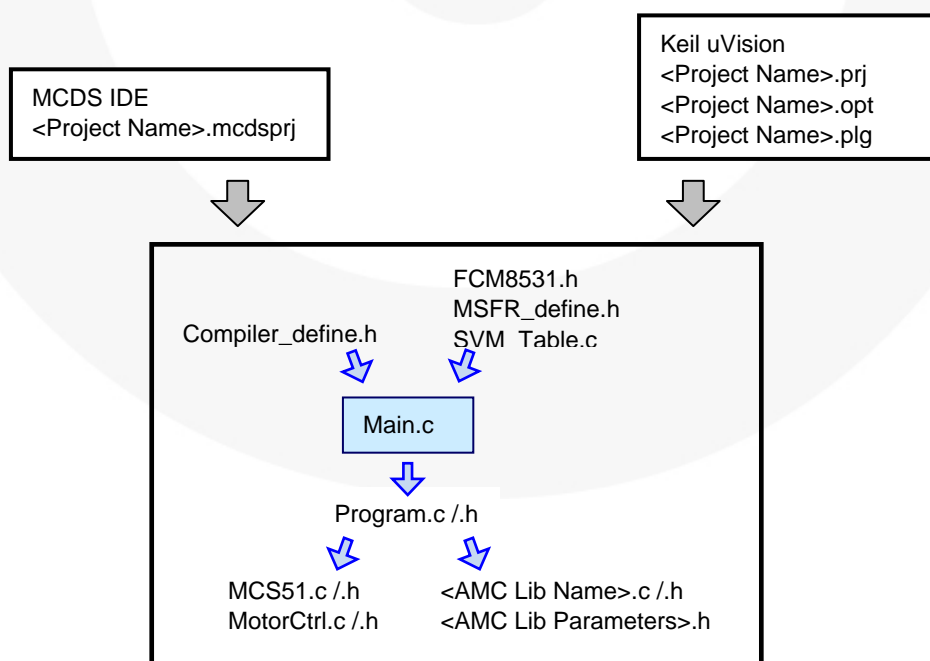 MCDS IDE
<Project Name>.mcdsprj
Keil uVision
<Project Name>.prj
<Project Name>.opt
<Project Name>.plg
Compiler_define.h
FCM8531.h
MSFR_define.h
SVM_Table.c
Main.c
Program.c /.h
MCS51.c /.h
MotorCtrl.c /.h
<AMC Lib Name>.c /.h
<AMC Lib Parameters>.h